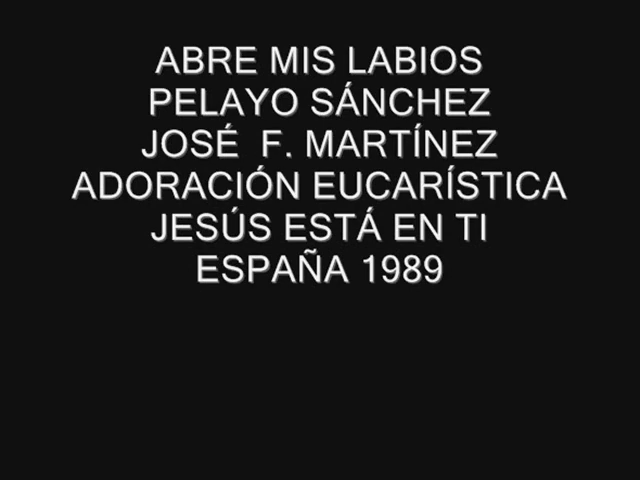 ABRE MIS LABIOS
PELAYO SÁNCHEZ
JOSÉ  F. MARTÍNEZ
ADORACIÓN EUCARÍSTICA
JESÚS ESTÁ EN TI
ESPAÑA 1989